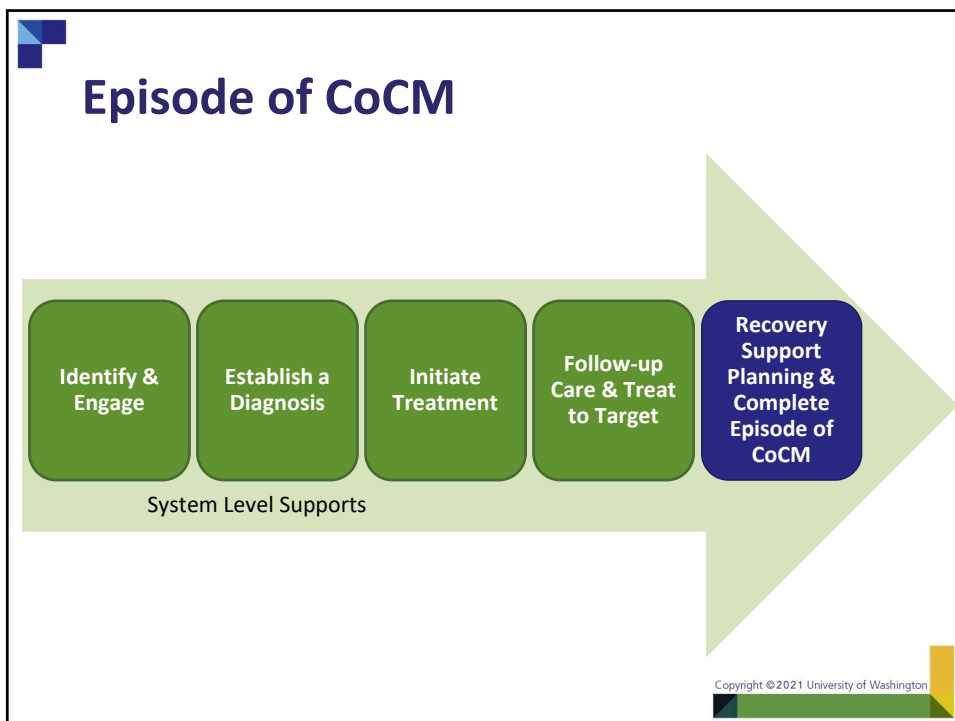 Episode of CoCM
Identify &
Engage
Establish a
Diagnosis
Initiate
Treatment
Follow-up
Care & Treat
to Target
Recovery
Support
Planning &
Complete
Episode of
CoCM
System Level Supports
Copyright ©2021 University of Washington